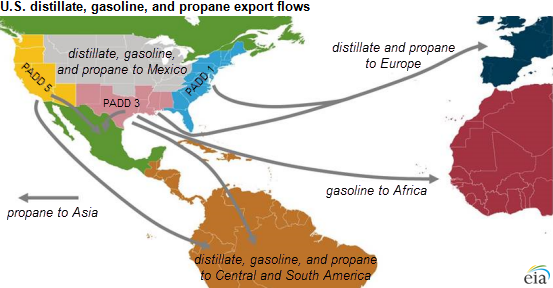 U.S. distillate, gasoline, and propane export flows
distillate, gasoline,
and propane to Mexico
distillate and propane
to Europe
PADD 5
PADD 1
PADD 3
gasoline to Africa
propane to Asia
distillate, gasoline, and propane
to Central and South America
eia